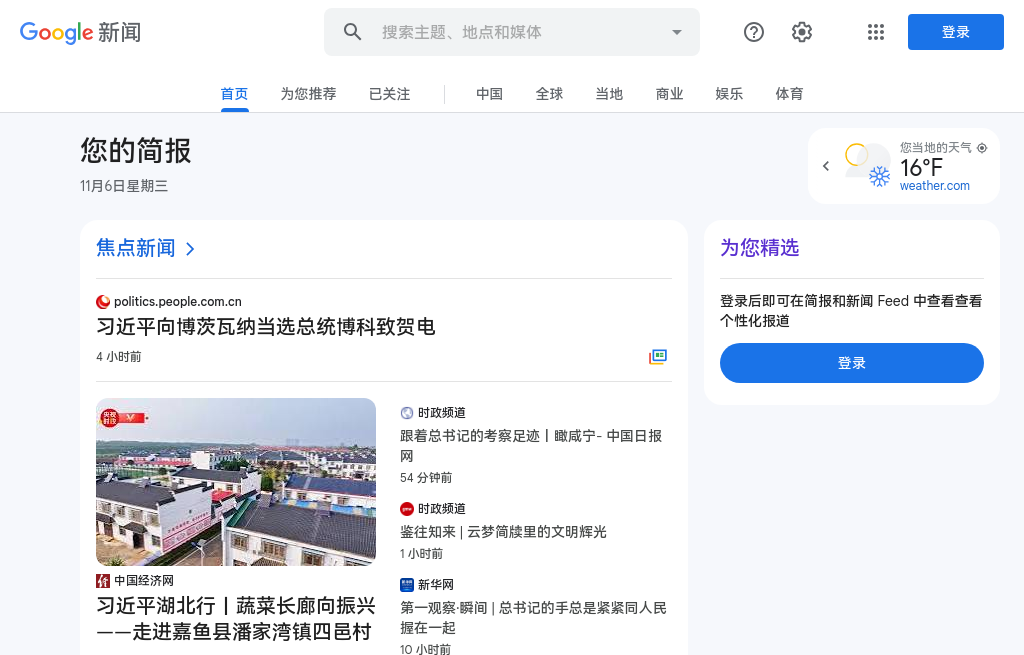 Google 新闻
搜索主题、地点和媒体
登录
首页
为您推荐
已关注
中国
全球
当地
商业
娱乐
体育
您的简报
11月6日星期三
您当地的天气
16°F
weather.com
焦点新闻
politics.people.com.cn
习近平向博茨瓦纳当选总统博科致贺电
4 小时前
央视
时政
中国经济网
习近平湖北行丨蔬菜长廊向振兴
——走进嘉鱼县潘家湾镇四邑村
时政频道
跟着总书记的考察足迹丨瞰咸宁- 中国日报
网
54 分钟前
时政频道
鉴往知来 | 云梦简牍里的文明辉光
1 小时前
新华网
第一观察·瞬间 | 总书记的手总是紧紧同人民
握在一起
10 小时前
为您精选
登录后即可在简报和新闻 Feed 中查看查看
个性化报道
登录